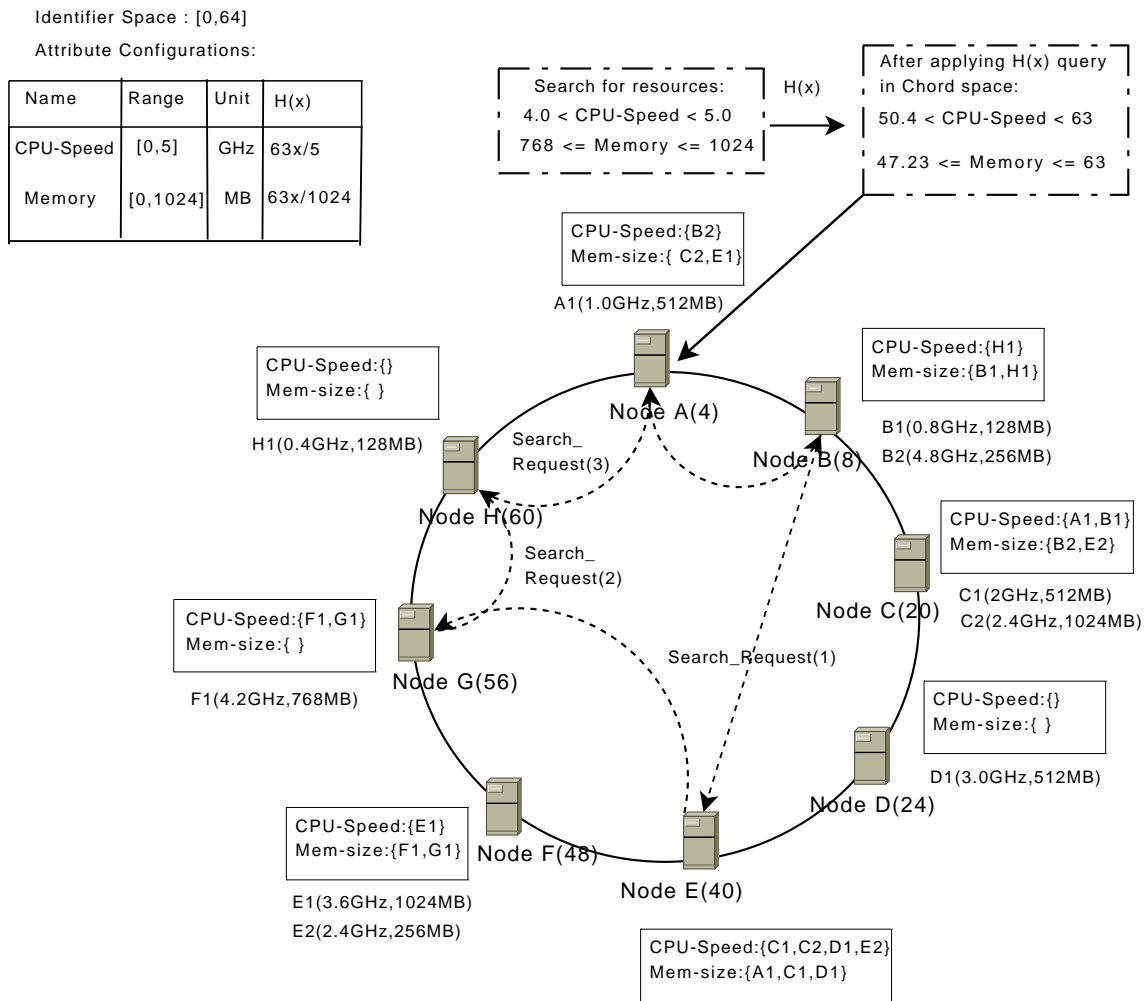 Identifier Space : [0,64]
Attribute Configurations:
Name Range Unit H(x)
CPU-Speed [0,5] GHz 63x/5
Memory [0,1024] MB 63x/1024
Search for resources:
4.0 < CPU-Speed < 5.0
768 <= Memory <= 1024
H(x)
After applying H(x) query
in Chord space:
50.4 < CPU-Speed < 63
47.23 <= Memory <= 63
CPU-Speed:{B2}
Mem-size:{ C2,E1}
A1(1.0GHz,512MB)
Node A(4)
CPU-Speed:{H1}
Mem-size:{B1,H1}
B1(0.8GHz,128MB)
B2(4.8GHz,256MB)
Node B(8)
CPU-Speed:{}
Mem-size:{ }
H1(0.4GHz,128MB)
Node H(60)
Search_
Request(3)
CPU-Speed:{A1,B1}
Mem-size:{B2,E2}
C1(2GHz,512MB)
C2(2.4GHz,1024MB)
Node C(20)
Search_
Request(2)
CPU-Speed:{F1,G1}
Mem-size:{ }
F1(4.2GHz,768MB)
Node G(56)
Search_Request(1)
CPU-Speed:{}
Mem-size:{ }
D1(3.0GHz,512MB)
Node D(24)
CPU-Speed:{E1}
Mem-size:{F1,G1}
E1(3.6GHz,1024MB)
E2(2.4GHz,256MB)
Node F(48)
Node E(40)
CPU-Speed:{C1,C2,D1,E2}
Mem-size:{A1,C1,D1}